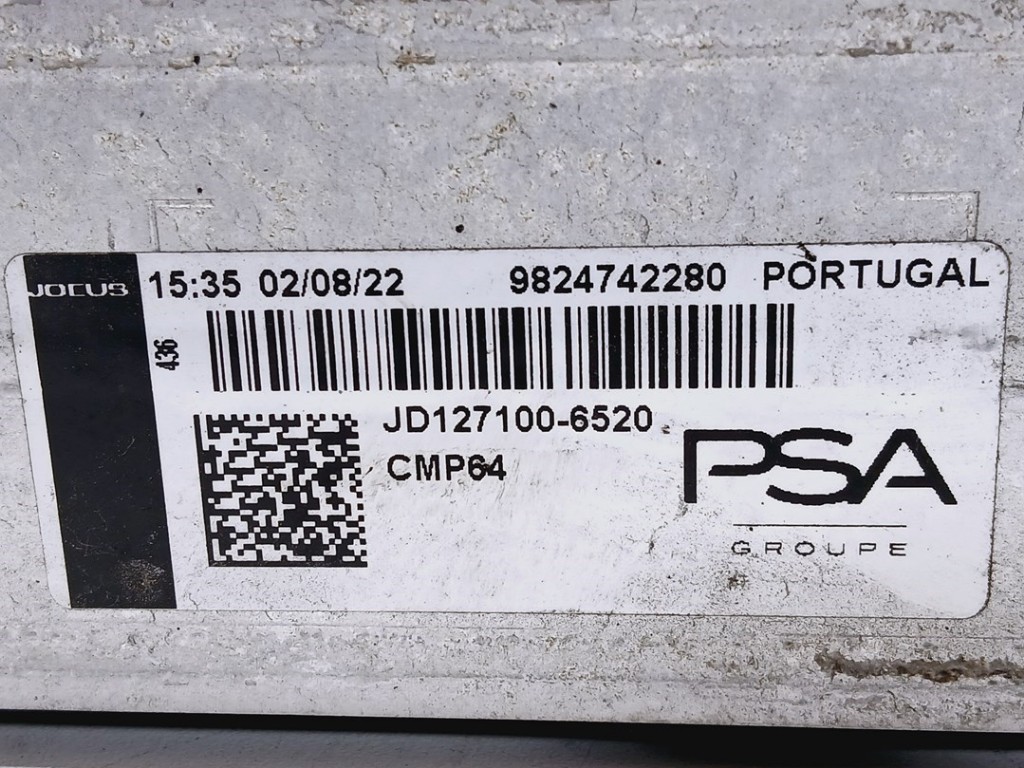 JOCUS
15:35 02/08/22 9824742280 PORTUGAL
436
JD127100-6520
CMP64
PSA
GROUPE